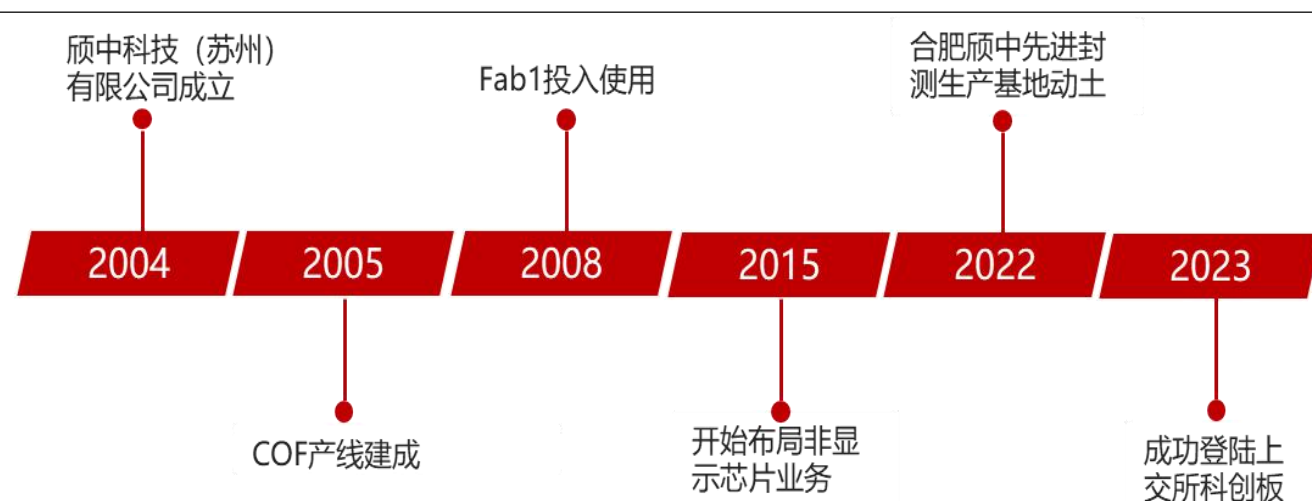 颀中科技（苏州）
有限公司成立
Fab1投入使用
合肥颀中先进封
测生产基地动土
2004
2005
2008
2015
2022
2023
COF产线建成
开始布局非显
示芯片业务
成功登陆上
交所科创板